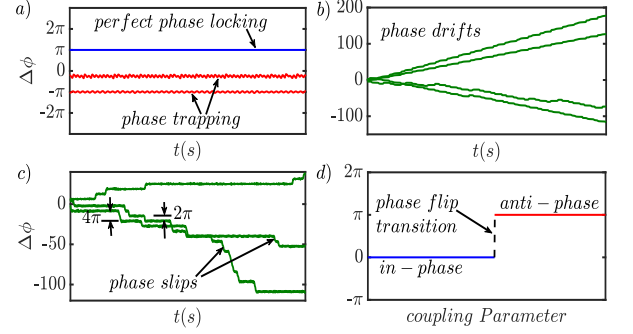 a)
perfect phase locking
2π
π
0
-π
2π
Δϕ
phase trapping
t(s)
b)
phase drifts
200
100
0
-100
t(s)
c)
0
-50
-100
Δϕ
4π
2π
phase slips
t(s)
d)
2π
π
0
-π
phase flip
transition
anti-phase
in-phase
coupling Parameter